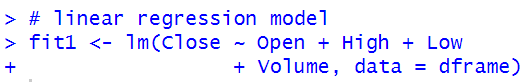 > # linear regression model
> fit1 <- lm(Close ~ Open + High + Low
+            + Volume, data = dframe)